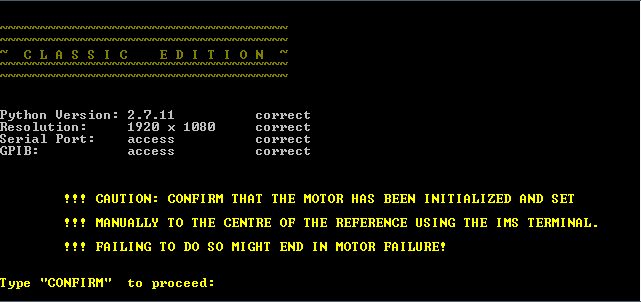 ~~~~~~~~~~~~~~~~~~~~~~~~~~~~~~~~~~~~
~~~~~~~~~~~~~~~~~~~~~~~~~~~~~~~~~~~~
~ C L A S S I C    E D I T I O N ~
~~~~~~~~~~~~~~~~~~~~~~~~~~~~~~~~~~~~
~~~~~~~~~~~~~~~~~~~~~~~~~~~~~~~~~~~~
Python Version: 2.7.11          correct
Resolution:     1920 x 1080     correct
Serial Port:    access          correct
GPIB:           access          correct
!!! CAUTION: CONFIRM THAT THE MOTOR HAS BEEN INITIALIZED AND SET
!!! MANUALLY TO THE CENTRE OF THE REFERENCE USING THE IMS TERMINAL.
!!! FAILING TO DO SO MIGHT END IN MOTOR FAILURE!
Type "CONFIRM"  to proceed: